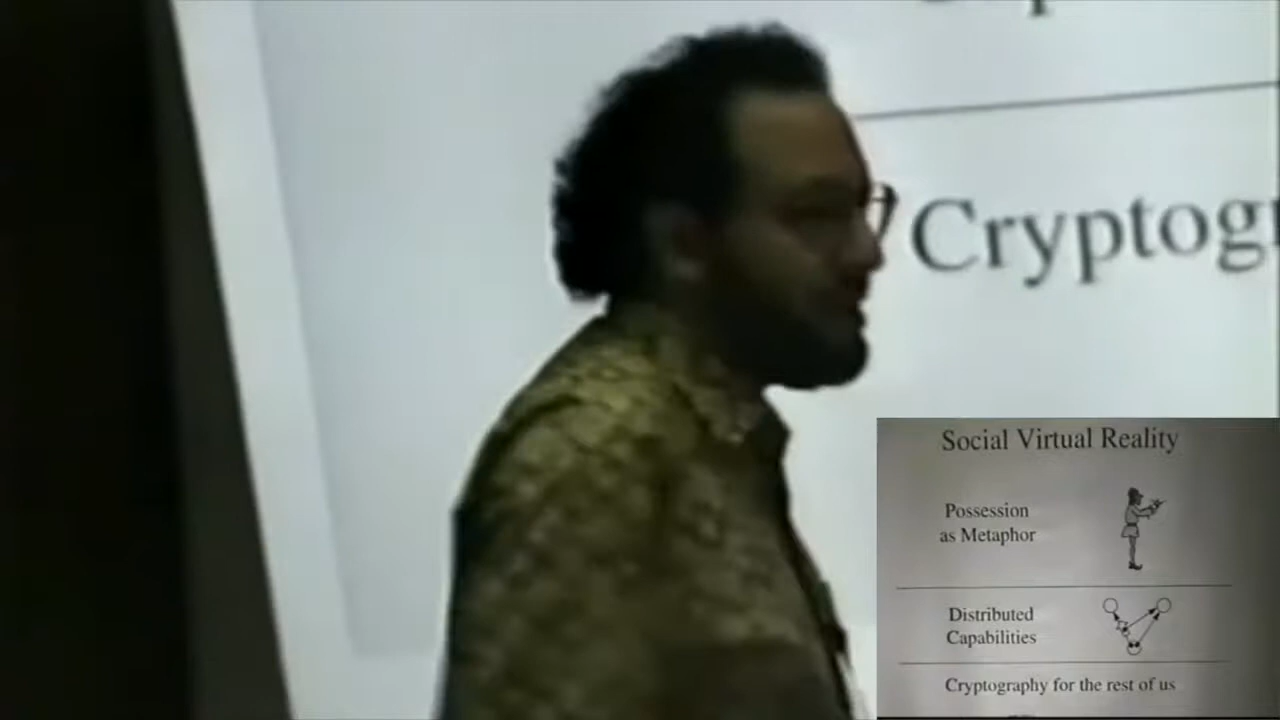 Cryptog
Social Virtual Reality
Possession
as Metaphor
Distributed
Capabilities
Cryptography for the rest of us